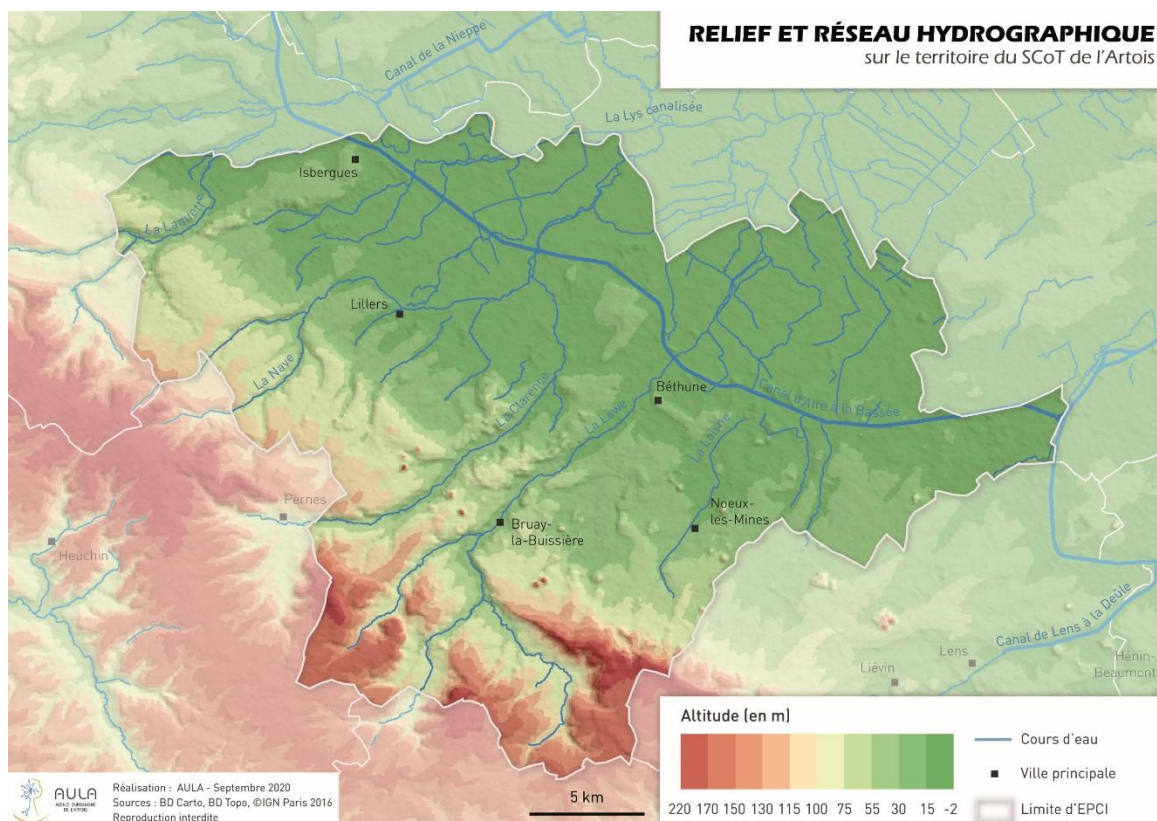 RELIEF ET RÉSEAU HYDROGRAPHIQUE
sur le territoire du SCoT de l'Artois
Canal de la Nieppe
La Lys canalisée
Isbergues
La Laquette
Lillers
La Nave
La Clarence
La Lawe
Béthune
Canal d'Aire à la Bassée
La Loisne
Pernes
Heuchin
Bruay-
la-Buissière
Noeux-
les-Mines
Canal de Lens à la Deûle
Liévin
Lens
Hénin-
Beaumont
Altitude (en m)
220 170 150 130 115 100 75 55 30 15 -2
Cours d'eau
Ville principale
Limite d'EPCI
5 km
AULA
AGENCE D'URBANISME
DE L'ARTOIS
Réalisation : AULA - Septembre 2020
Sources : BD Carto, BD Topo, ©IGN Paris 2016
Reproduction interdite